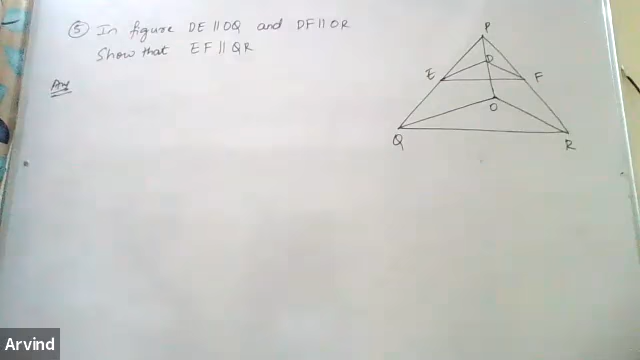 ⑤ In figure DE || OQ and DF || OR
Show that EF || QR
Ans
P
D
E
F
O
Q
R
Arvind